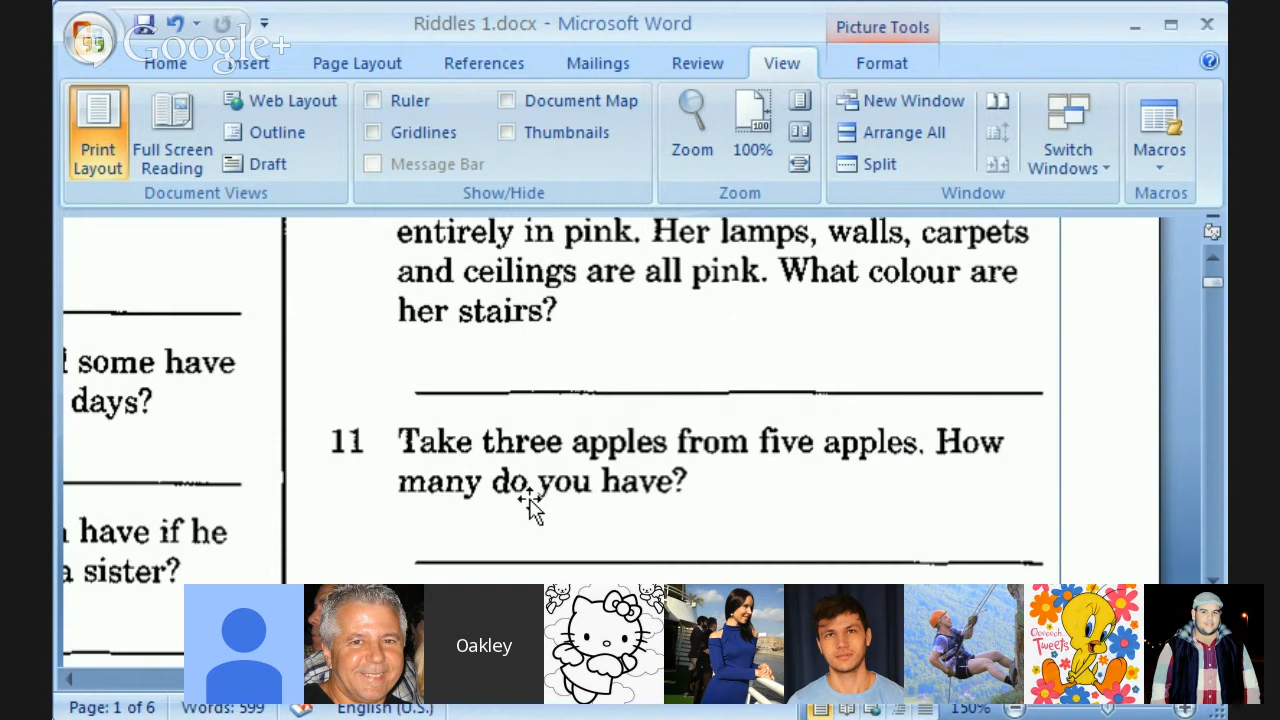 Riddles 1.docx - Microsoft Word
Picture Tools
Google+
Home
Insert
Page Layout
References
Mailings
Review
View
Format
Print Layout
Full Screen Reading
Web Layout
Outline
Draft
Document Views
Ruler
Gridlines
Message Bar
Document Map
Thumbnails
Show/Hide
Zoom
100
100%
Zoom
New Window
Arrange All
Split
Switch Windows
Window
Macros
Macros
some have
days?
have if he
sister?
entirely in pink. Her lamps, walls, carpets
and ceilings are all pink. What colour are
her stairs?
11 Take three apples from five apples. How
many do you have?
Oakley
Tweets
Page: 1 of 6
Words: 599
English (U.S.)
150%